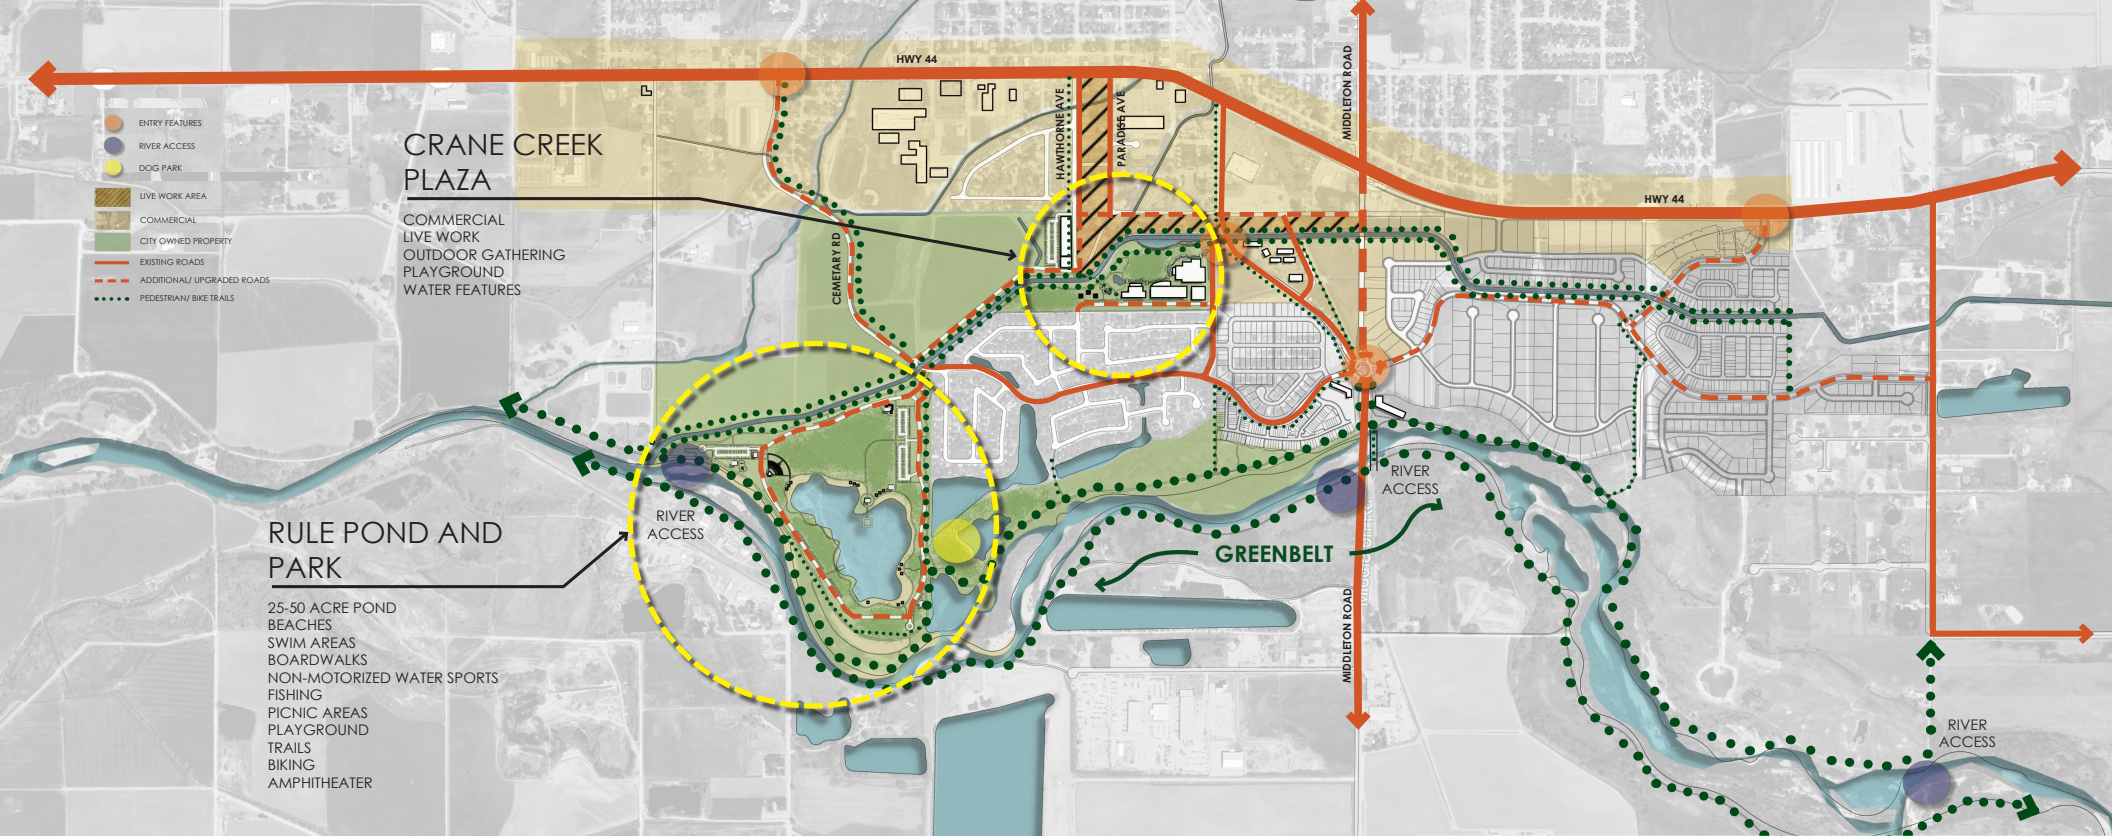 HWY 44
MIDDLETON ROAD
ENTRY FEATURES
RIVER ACCESS
DOG PARK
LIVE WORK AREA
COMMERCIAL
CITY OWNED PROPERTY
EXISTING ROADS
ADDITIONAL/ UPGRADED ROADS
PEDESTRIAN/ BIKE TRAILS
CRANE CREEK
PLAZA
COMMERCIAL
LIVE WORK
OUTDOOR GATHERING
PLAYGROUND
WATER FEATURES
HAWTHORNE AVE
PARADISE AVE
CEMETARY RD
HWY 44
RULE POND AND
PARK
25-50 ACRE POND
BEACHES
SWIM AREAS
BOARDWALKS
NON-MOTORIZED WATER SPORTS
FISHING
PICNIC AREAS
PLAYGROUND
TRAILS
BIKING
AMPHITHEATER
RIVER
ACCESS
RIVER
ACCESS
GREENBELT
MIDDLETON ROAD
RIVER
ACCESS